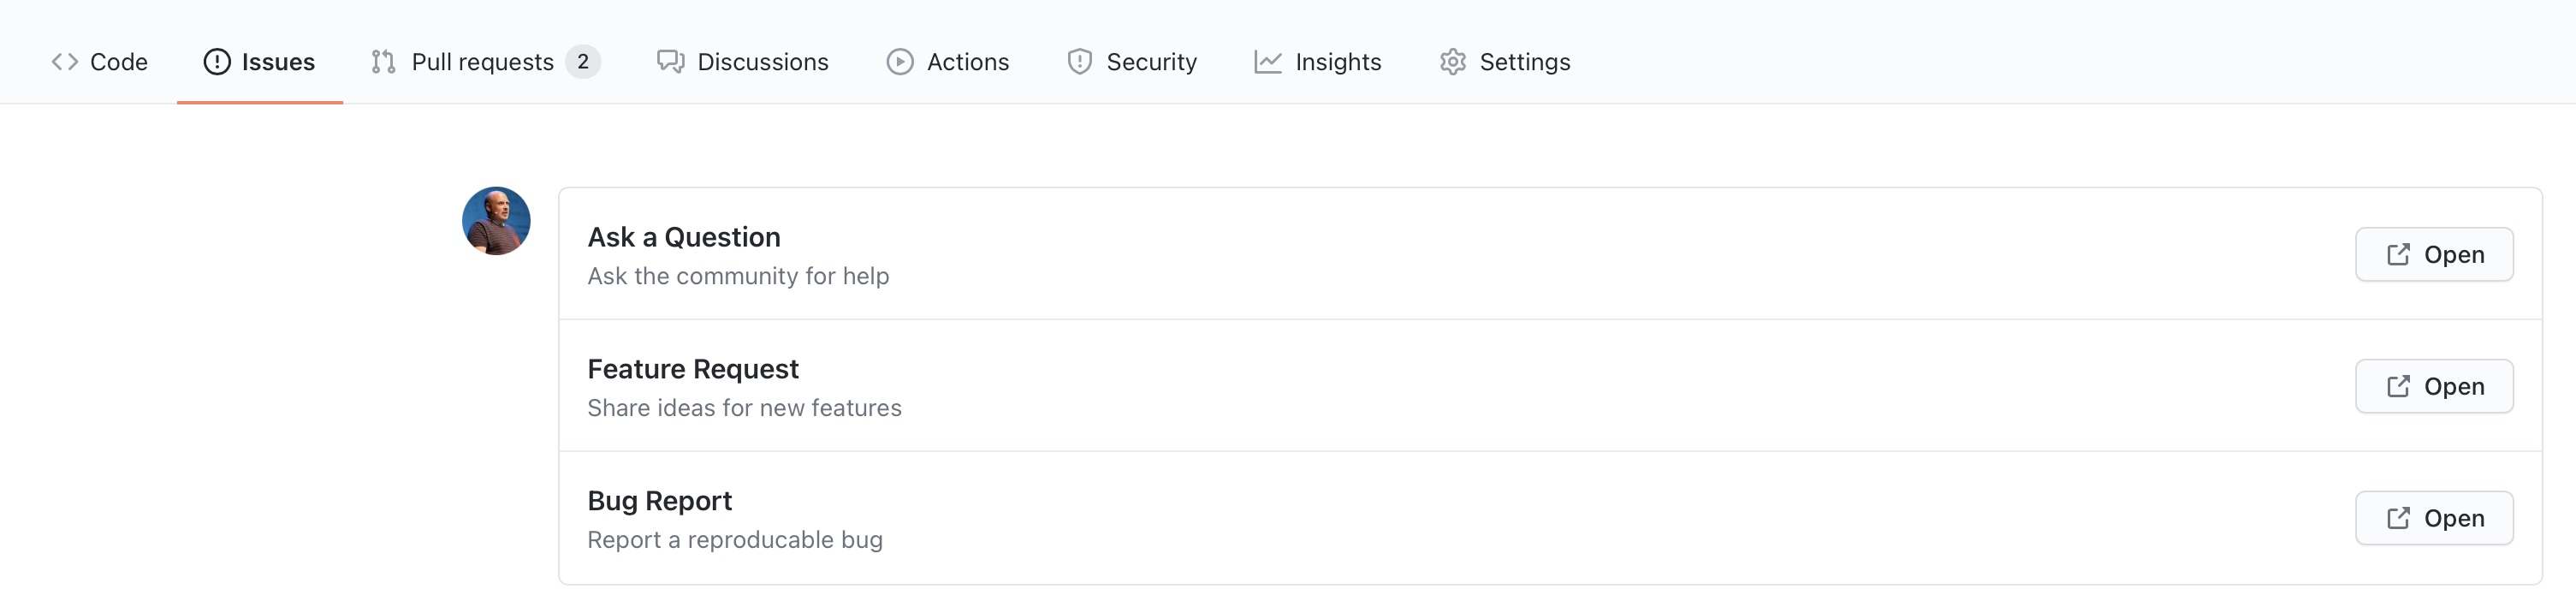 Code Issues Pull requests 2 Discussions Actions Security Insights Settings
Ask a Question
Ask the community for help
Open
Feature Request
Share ideas for new features
Open
Bug Report
Report a reproducable bug
Open